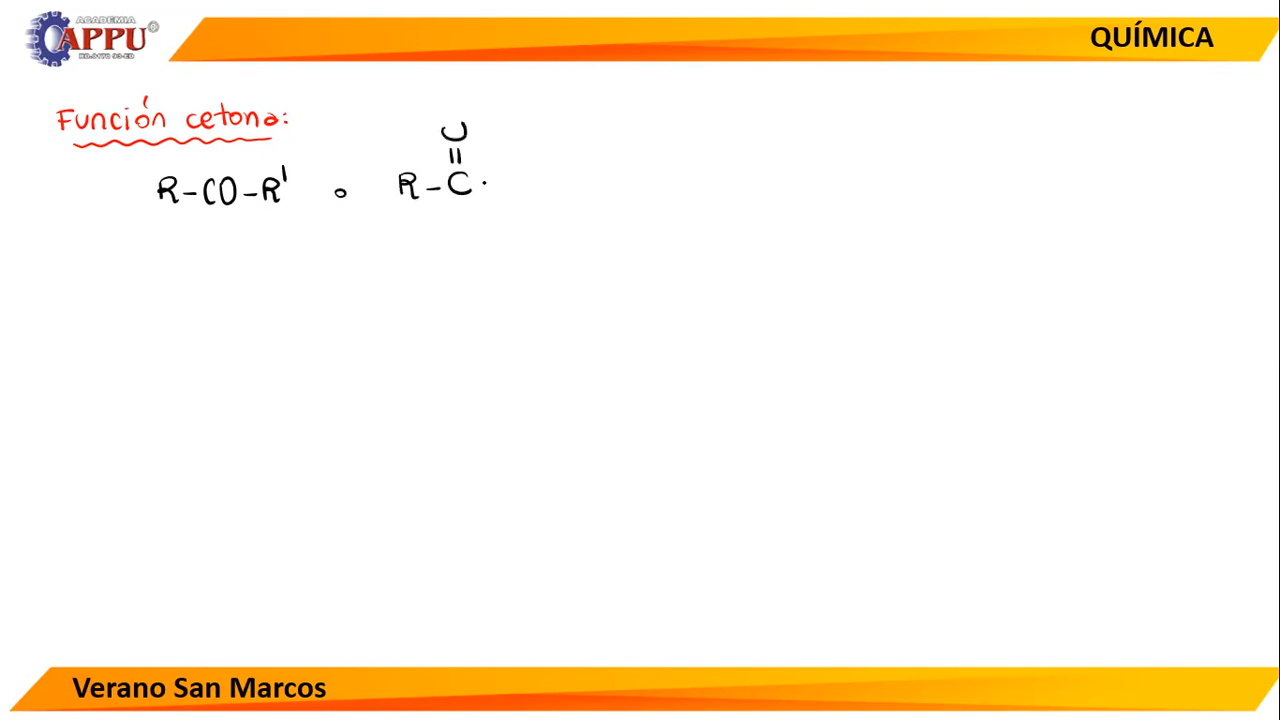 ACADEMIA
APPU®
QUÍMICA
Función cetona:
O
||
R-CO-R' o R-C
Verano San Marcos